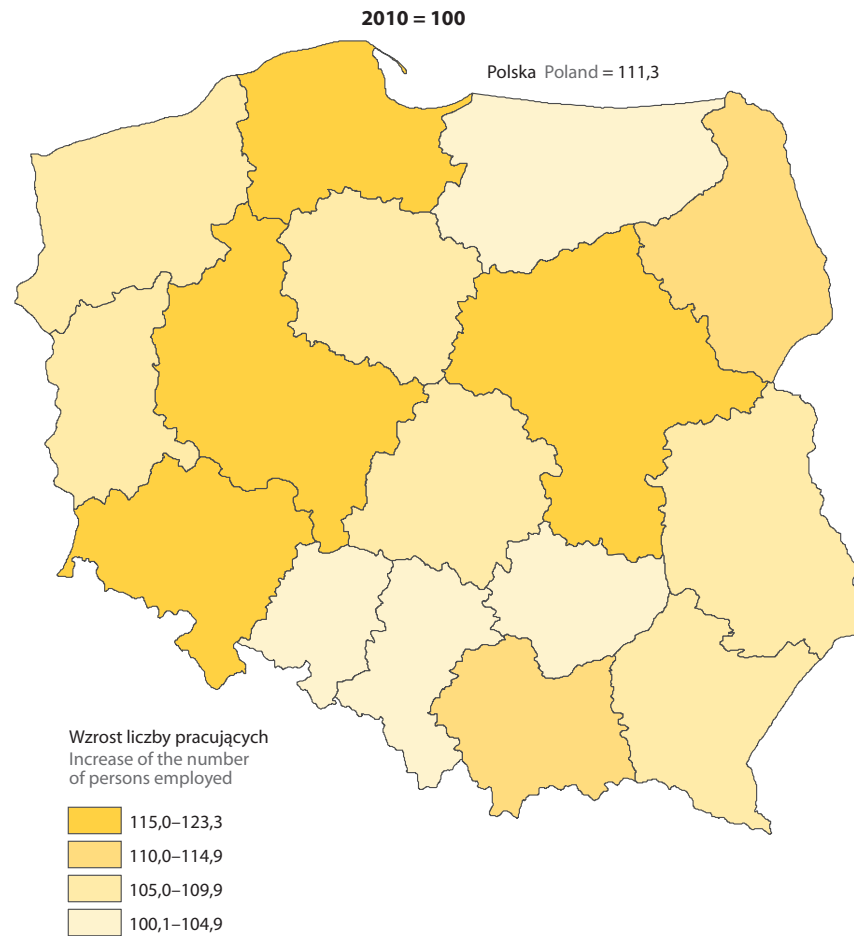 2010 = 100
Polska Poland = 111,3
Wzrost liczby pracujących
Increase of the number
of persons employed
115,0–123,3
110,0–114,9
105,0–109,9
100,1–104,9